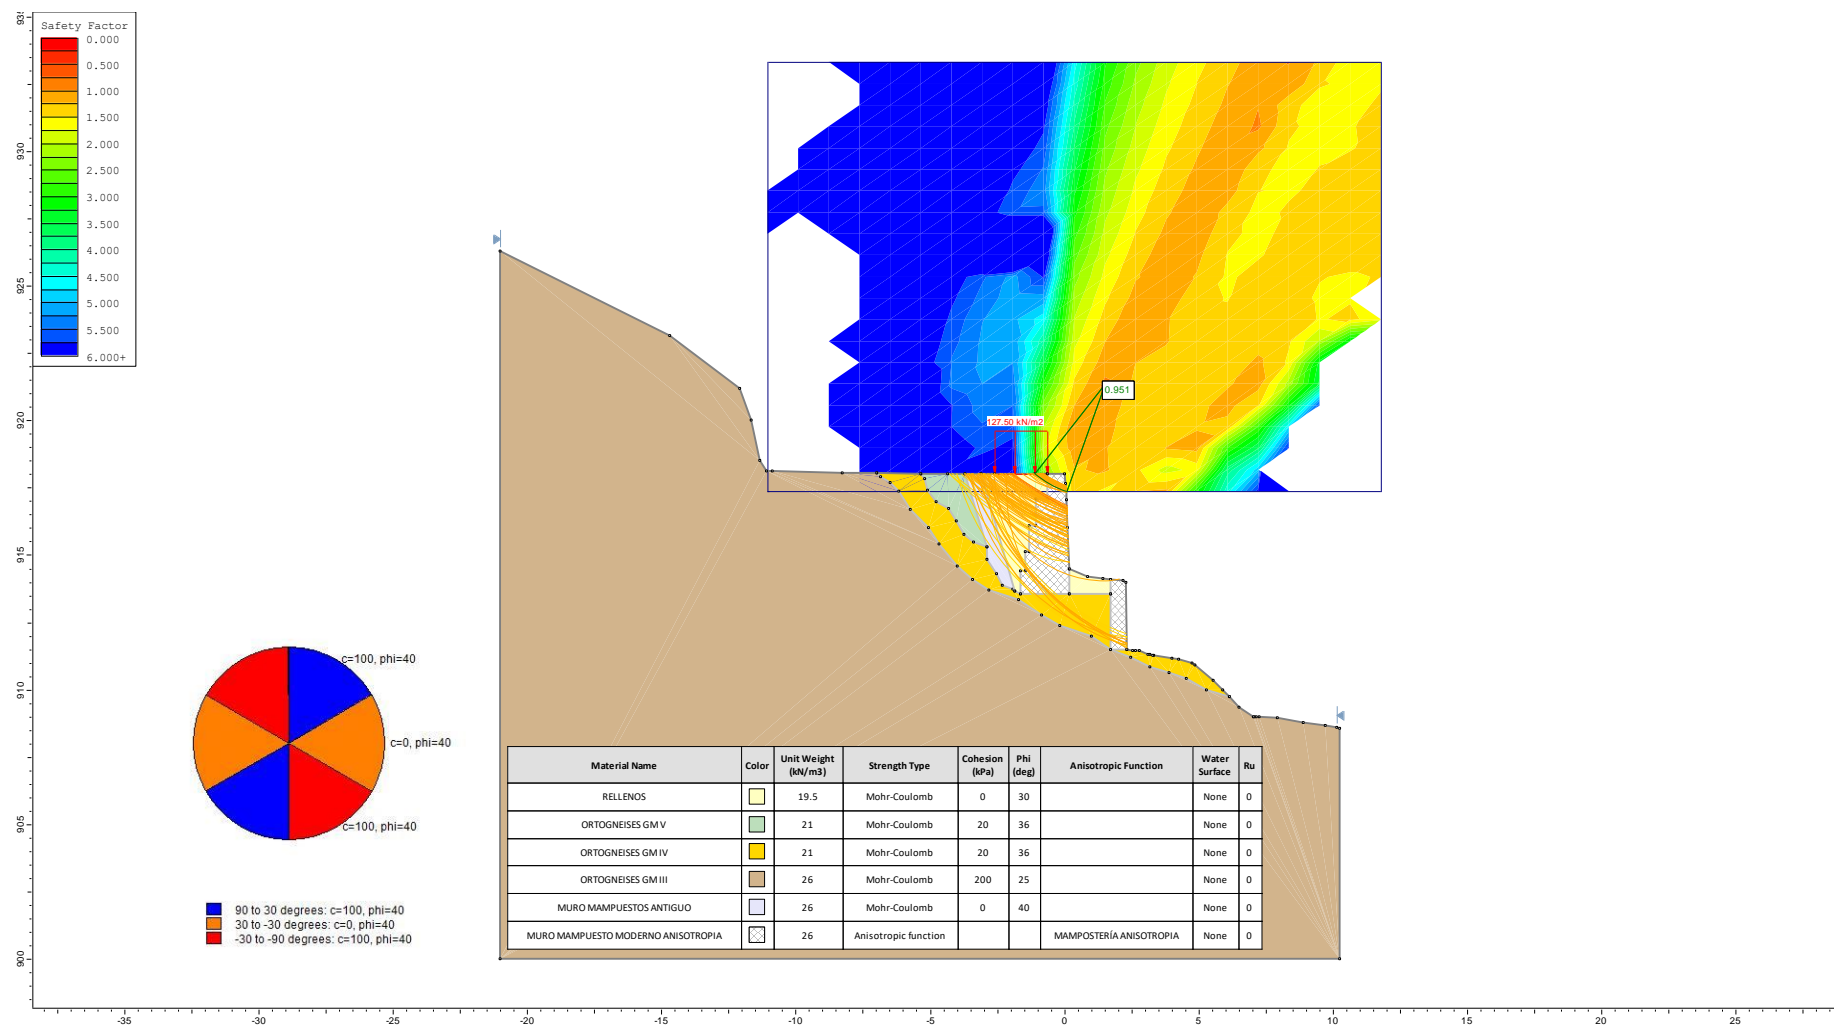 Safety Factor
0.000
0.500
1.000
1.500
2.000
2.500
3.000
3.500
4.000
4.500
5.000
5.500
6.000+
930
925
920
915
910
905
900
0.951
127.50 kN/m2
c=100, phi=40
c=0, phi=40
c=100, phi=40
90 to 30 degrees: c=100, phi=40
30 to -30 degrees: c=0, phi=40
-30 to -90 degrees: c=100, phi=40
Material Name Color Unit Weight (kN/m3) Strength Type Cohesion (kPa) Phi (deg) Anisotropic Function Water Surface Ru
RELLENOS 19.5 Mohr-Coulomb 0 30 None 0
ORTOGNEISES GM V 21 Mohr-Coulomb 20 36 None 0
ORTOGNEISES GM IV 21 Mohr-Coulomb 20 36 None 0
ORTOGNEISES GM III 26 Mohr-Coulomb 200 25 None 0
MURO MAMPUESTOS ANTIGUO 26 Mohr-Coulomb 0 40 None 0
MURO MAMPUESTO MODERNO ANISOTROPIA 26 Anisotropic function MAMPOSTERÍA ANISOTROPIA None 0
-35 -30 -25 -20 -15 -10 -5 0 5 10 15 20 25